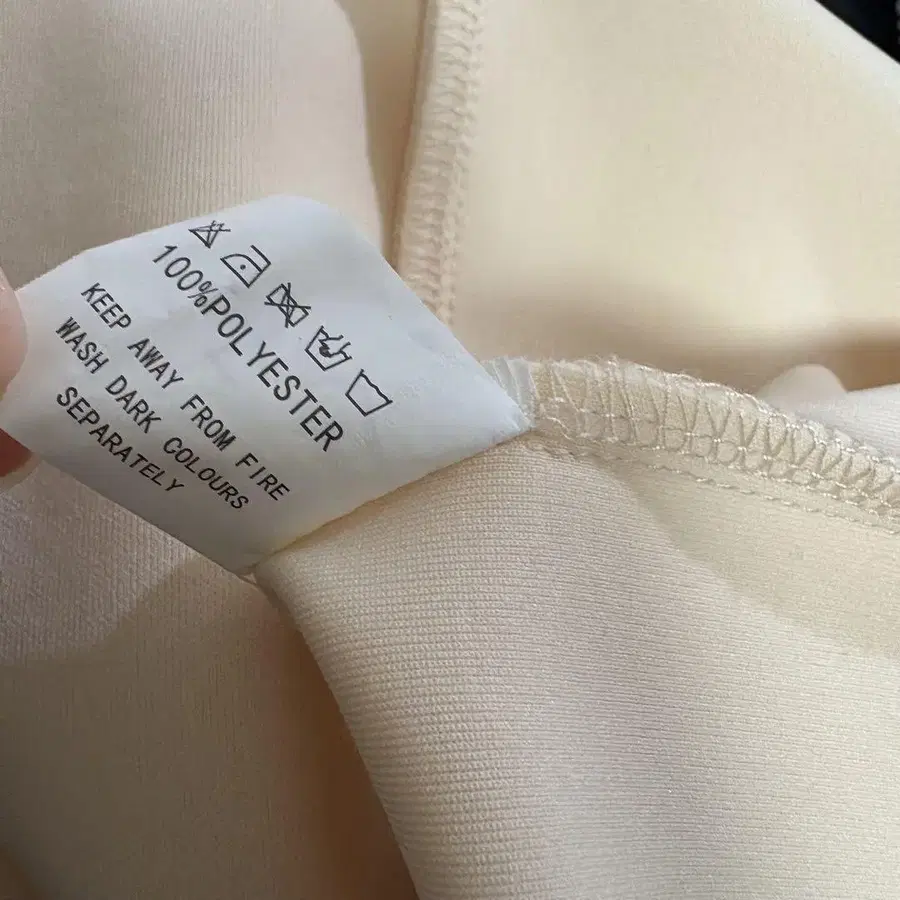 100%POLYESTER
KEEP AWAY FROM FIRE
WASH DARK COLOURS
SEPARATELY